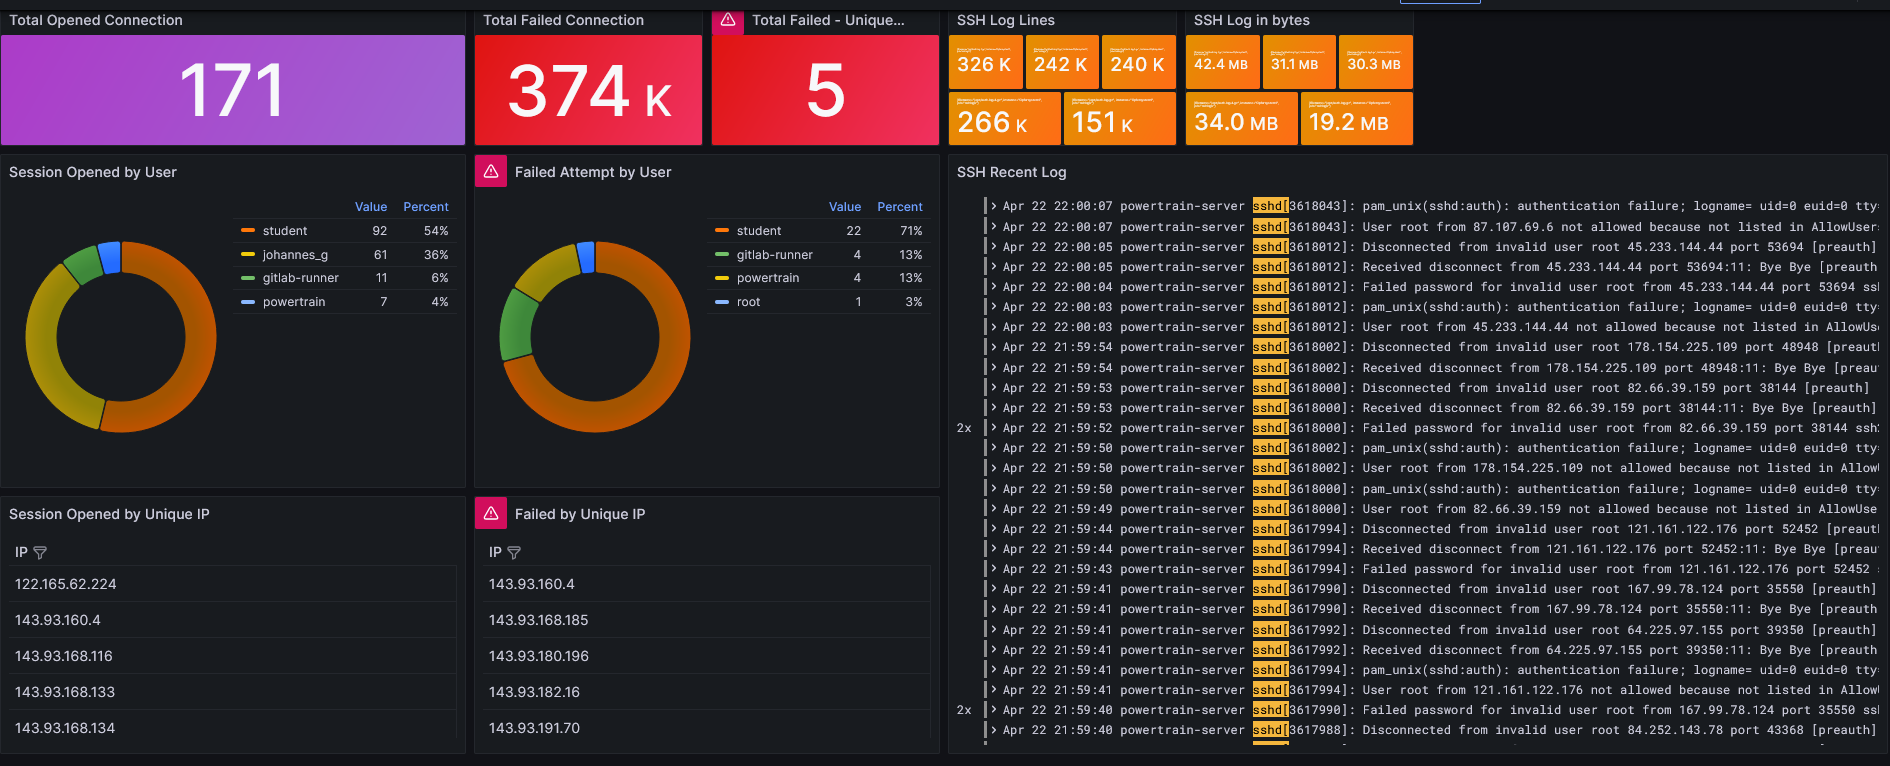 Total Opened Connection
171
Total Failed Connection
374 K
Total Failed - Unique...
5
SSH Log Lines
326 K
242 K
240 K
266 K
151 K
SSH Log in bytes
42.4 MB
31.1 MB
30.3 MB
34.0 MB
19.2 MB
Session Opened by User
Value Percent
student 92 54%
johannes_g 61 36%
gitlab-runner 11 6%
powertrain 7 4%
Failed Attempt by User
Value Percent
student 22 71%
gitlab-runner 4 13%
powertrain 4 13%
root 1 3%
Session Opened by Unique IP
IP
122.165.62.224
143.93.160.4
143.93.168.116
143.93.168.133
143.93.168.134
Failed by Unique IP
IP
143.93.160.4
143.93.168.185
143.93.180.196
143.93.182.16
143.93.191.70
SSH Recent Log
Apr 22 22:00:07 powertrain-server sshd[3618043]: pam_unix(sshd:auth): authentication failure; logname= uid=0 euid=0 tty=
Apr 22 22:00:07 powertrain-server sshd[3618043]: User root from 87.107.69.6 not allowed because not listed in AllowUser
Apr 22 22:00:05 powertrain-server sshd[3618012]: Disconnected from invalid user root 45.233.144.44 port 53694 [preauth]
Apr 22 22:00:05 powertrain-server sshd[3618012]: Received disconnect from 45.233.144.44 port 53694:11: Bye Bye [preauth
Apr 22 22:00:04 powertrain-server sshd[3618012]: Failed password for invalid user root from 45.233.144.44 port 53694 ss
Apr 22 22:00:03 powertrain-server sshd[3618012]: pam_unix(sshd:auth): authentication failure; logname= uid=0 euid=0 tty=
Apr 22 22:00:03 powertrain-server sshd[3618012]: User root from 45.233.144.44 not allowed because not listed in AllowUs
Apr 22 21:59:54 powertrain-server sshd[3618002]: Disconnected from invalid user root 178.154.225.109 port 48948 [preaut
Apr 22 21:59:54 powertrain-server sshd[3618002]: Received disconnect from 178.154.225.109 port 48948:11: Bye Bye [preau
Apr 22 21:59:53 powertrain-server sshd[3618000]: Disconnected from invalid user root 82.66.39.159 port 38144 [preauth]
Apr 22 21:59:53 powertrain-server sshd[3618000]: Received disconnect from 82.66.39.159 port 38144:11: Bye Bye [preauth]
2x Apr 22 21:59:52 powertrain-server sshd[3618000]: Failed password for invalid user root from 82.66.39.159 port 38144 ssh
Apr 22 21:59:50 powertrain-server sshd[3618002]: pam_unix(sshd:auth): authentication failure; logname= uid=0 euid=0 tty=
Apr 22 21:59:50 powertrain-server sshd[3618002]: User root from 178.154.225.109 not allowed because not listed in Allow
Apr 22 21:59:50 powertrain-server sshd[3618000]: pam_unix(sshd:auth): authentication failure; logname= uid=0 euid=0 tty=
Apr 22 21:59:49 powertrain-server sshd[3618000]: User root from 82.66.39.159 not allowed because not listed in AllowUse
Apr 22 21:59:44 powertrain-server sshd[3617994]: Disconnected from invalid user root 121.161.122.176 port 52452 [preaut
Apr 22 21:59:44 powertrain-server sshd[3617994]: Received disconnect from 121.161.122.176 port 52452:11: Bye Bye [preau
Apr 22 21:59:43 powertrain-server sshd[3617994]: Failed password for invalid user root from 121.161.122.176 port 52452
Apr 22 21:59:41 powertrain-server sshd[3617990]: Disconnected from invalid user root 167.99.78.124 port 35550 [preauth]
Apr 22 21:59:41 powertrain-server sshd[3617990]: Received disconnect from 167.99.78.124 port 35550:11: Bye Bye [preauth
Apr 22 21:59:41 powertrain-server sshd[3617992]: Disconnected from invalid user root 64.225.97.155 port 39350 [preauth]
Apr 22 21:59:41 powertrain-server sshd[3617992]: Received disconnect from 64.225.97.155 port 39350:11: Bye Bye [preauth
Apr 22 21:59:41 powertrain-server sshd[3617994]: pam_unix(sshd:auth): authentication failure; logname= uid=0 euid=0 tty=
Apr 22 21:59:41 powertrain-server sshd[3617994]: User root from 121.161.122.176 not allowed because not listed in Allow
2x Apr 22 21:59:40 powertrain-server sshd[3617990]: Failed password for invalid user root from 167.99.78.124 port 35550 ss
Apr 22 21:59:40 powertrain-server sshd[3617988]: Disconnected from invalid user root 84.252.143.78 port 43368 [preauth]